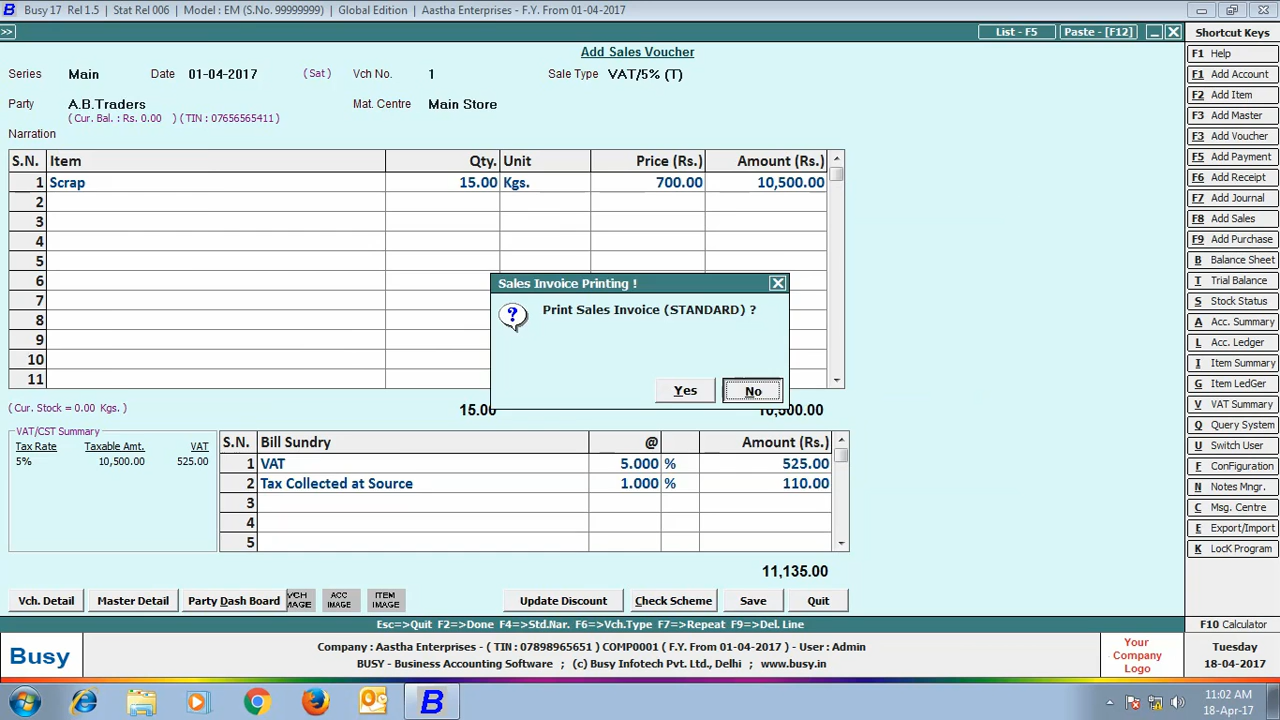 Busy 17 Rel 1.5 | Stat Rel 006 | Model : EM (S.No. 99999999) | Global Edition | Aastha Enterprises - F.Y. From 01-04-2017
>> List - F5 Paste - [F12]
Add Sales Voucher
Series Main Date 01-04-2017 (Sat) Vch No. 1 Sale Type VAT/5% (T)
Party A.B.Traders Mat. Centre Main Store
(Cur. Bal. : Rs. 0.00 ) (TIN : 07656565411)
Narration
S.N. Item Qty. Unit Price (Rs.) Amount (Rs.)
1 Scrap 15.00 Kgs. 700.00 10,500.00
2
3
4
5
6
7
8
9
10
11
Sales Invoice Printing !
Print Sales Invoice (STANDARD) ?
Yes No
(Cur. Stock = 0.00 Kgs. ) 15.00 10,500.00
VAT/CST Summary
Tax Rate Taxable Amt. VAT
5% 10,500.00 525.00
S.N. Bill Sundry @ Amount (Rs.)
1 VAT 5.000 % 525.00
2 Tax Collected at Source 1.000 % 110.00
3
4
5
11,135.00
Vch. Detail Master Detail Party Dash Board VCH IMAGE ACC IMAGE ITEM IMAGE Update Discount Check Scheme Save Quit
Esc=>Quit F2=>Done F4=>Std.Nar. F6=>Vch.Type F7=>Repeat F9=>Del. Line
Shortcut Keys
F1 Help
F1 Add Account
F2 Add Item
F3 Add Master
F3 Add Voucher
F5 Add Payment
F6 Add Receipt
F7 Add Journal
F8 Add Sales
F9 Add Purchase
B Balance Sheet
T Trial Balance
S Stock Status
A Acc. Summary
L Acc. Ledger
I Item Summary
G Item LedGer
V VAT Summary
Q Query System
U Switch User
F Configuration
N Notes Mngr.
C Msg. Centre
E Export/Import
K LocK Program
F10 Calculator
Busy
Company : Aastha Enterprises - ( TIN : 07898965651 ) COMP0001 ( F.Y. From 01-04-2017 ) - User : Admin
BUSY - Business Accounting Software ; (c) Busy Infotech Pvt. Ltd., Delhi ; www.busy.in
Your
Company
Logo
Tuesday
18-04-2017
11:02 AM
18-Apr-17